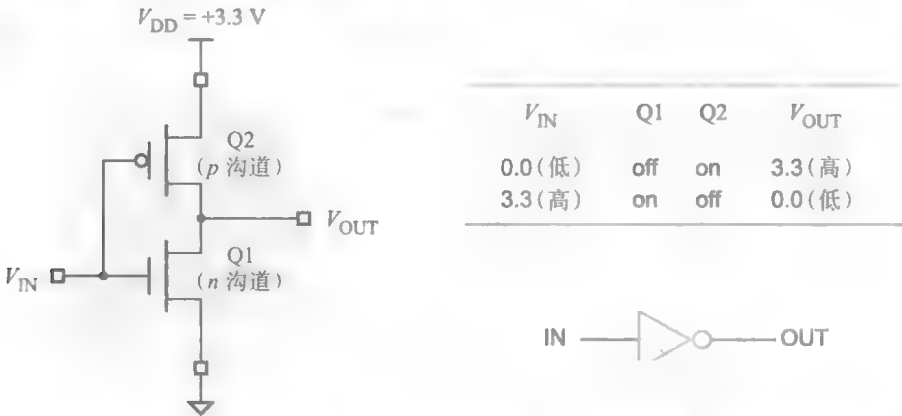 V_DD = +3.3 V
Q2
(p 沟道)
V_OUT
Q1
(n 沟道)
V_IN
V_IN Q1 Q2 V_OUT
0.0(低) off on 3.3(高)
3.3(高) on off 0.0(低)
IN OUT